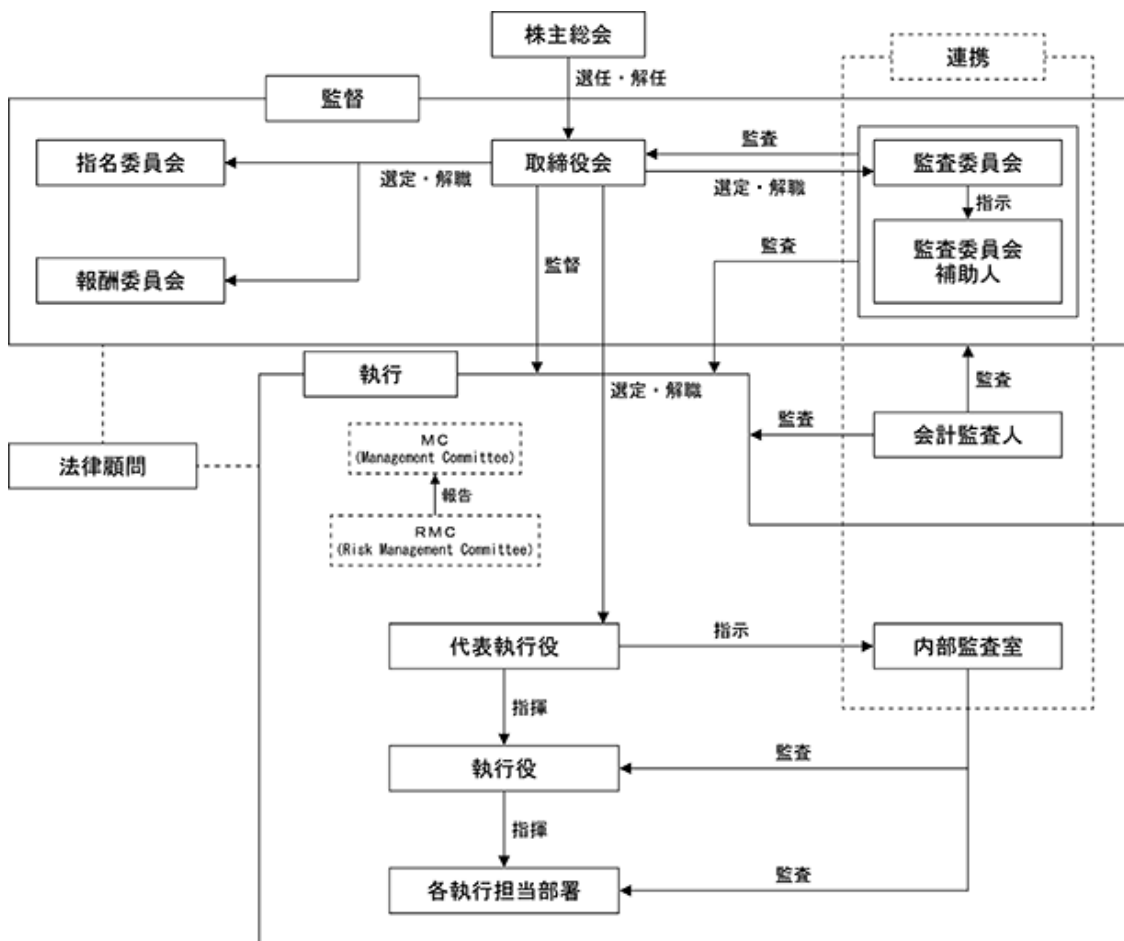 株主総会
連携
選任・解任
監督
指名委員会
選定・解職
取締役会
監査
選定・解職
監査委員会
指示
監査委員会
補助人
報酬委員会
監督
監査
執行
選定・解職
監査
法律顧問
MC
(Management Committee)
報告
RMC
(Risk Management Committee)
監査
会計監査人
代表執行役
指示
内部監査室
指揮
執行役
監査
指揮
各執行担当部署
監査